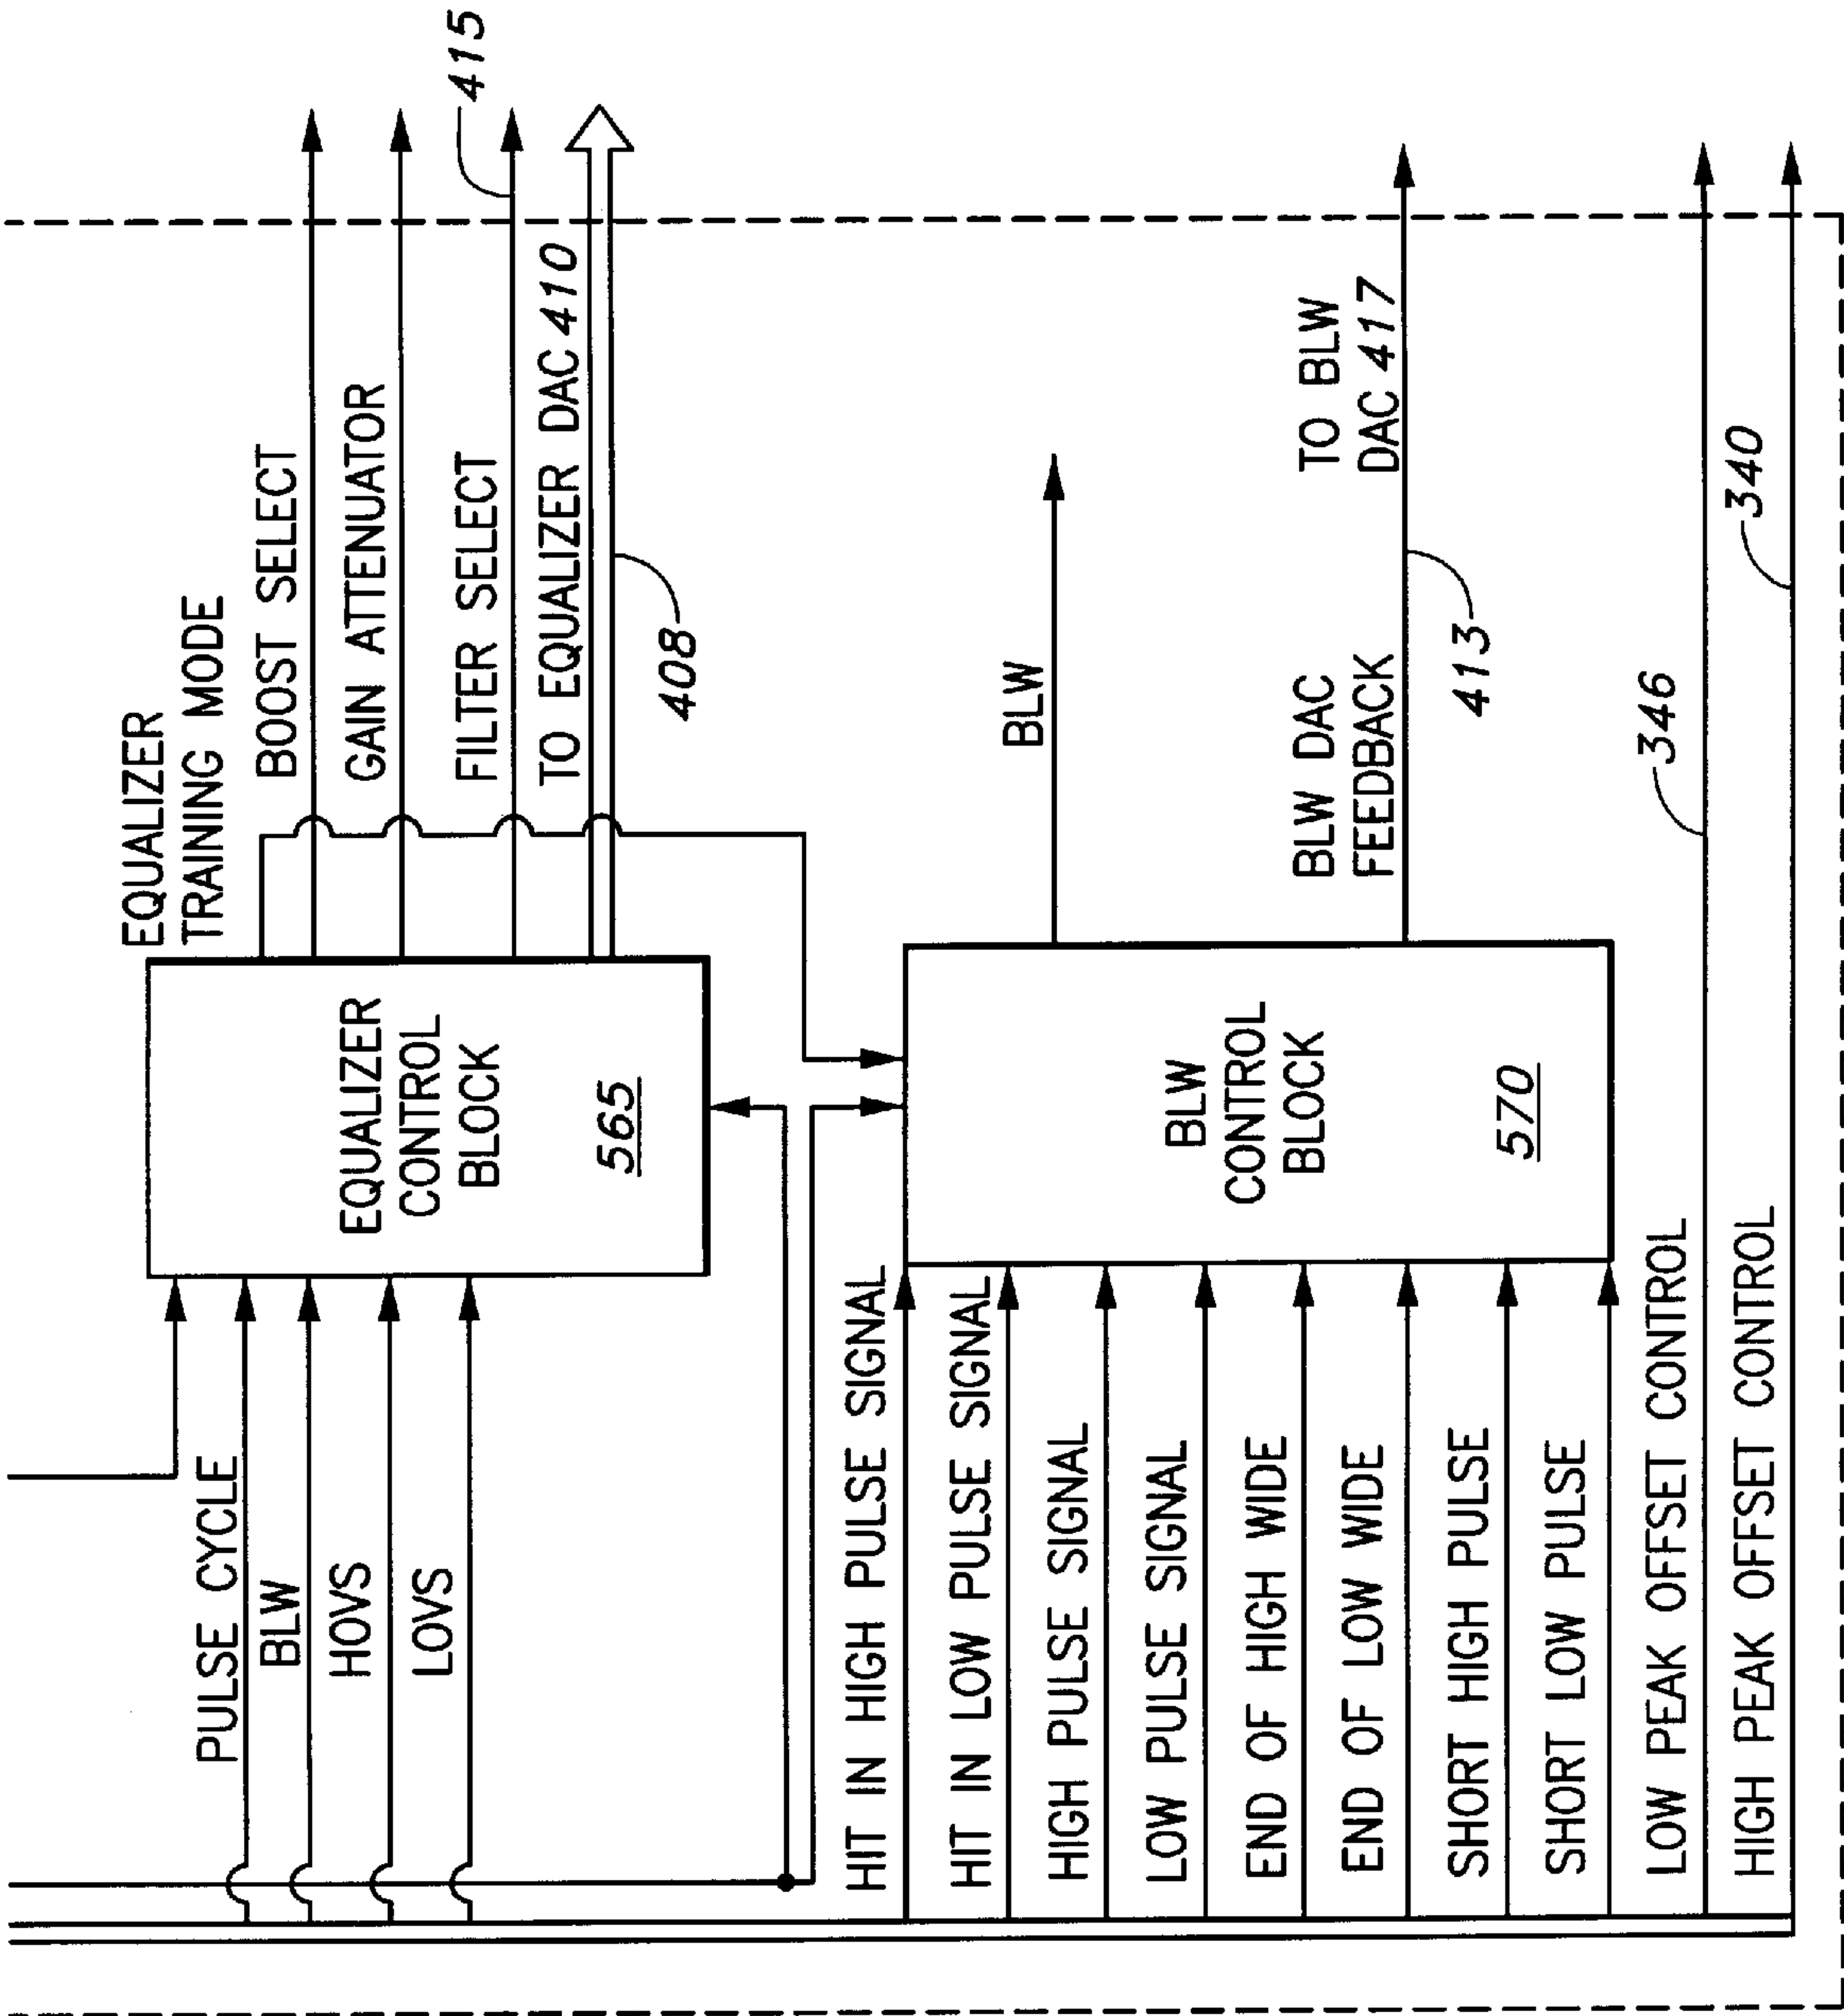 EQUALIZER
TRAINING MODE
BOOST SELECT
GAIN ATTENUATOR
415
FILTER SELECT
TO EQUALIZER DAC 410
408
EQUALIZER
CONTROL
BLOCK
565
PULSE CYCLE
BLW
HOVS
LOVS
HIT IN HIGH PULSE SIGNAL
HIT IN LOW PULSE SIGNAL
HIGH PULSE SIGNAL
LOW PULSE SIGNAL
END OF HIGH WIDE
END OF LOW WIDE
SHORT HIGH PULSE
SHORT LOW PULSE
BLW
CONTROL
BLOCK
570
BLW
BLW DAC
FEEDBACK
TO BLW
DAC 417
413
LOW PEAK OFFSET CONTROL
346
HIGH PEAK OFFSET CONTROL
340